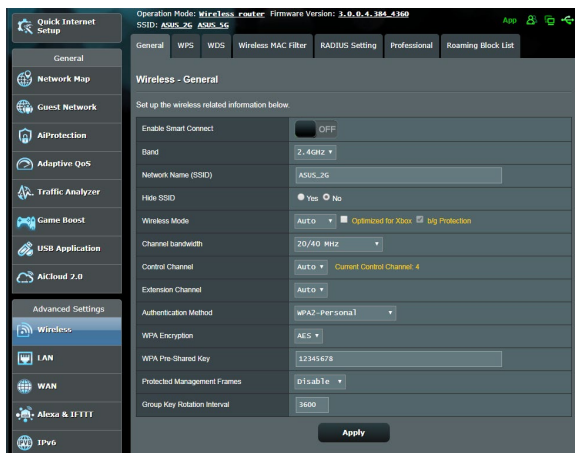 Quick Internet
Setup
Operation Mode: Wireless router Firmware Version: 3.0.0.4.384_4360
SSID: ASUS_2G ASUS_5G
App
General
WPS
WDS
Wireless MAC Filter
RADIUS Setting
Professional
Roaming Block List
General
Network Map
Guest Network
AiProtection
Adaptive QoS
Traffic Analyzer
Game Boost
USB Application
AiCloud 2.0
Advanced Settings
Wireless
LAN
WAN
Alexa & IFTTT
IPv6
Wireless - General
Set up the wireless related information below.
Enable Smart Connect OFF
Band 2.4GHz
Network Name (SSID) ASUS_2G
Hide SSID Yes No
Wireless Mode Auto Optimized for Xbox b/g Protection
Channel bandwidth 20/40 MHz
Control Channel Auto Current Control Channel: 4
Extension Channel Auto
Authentication Method WPA2-Personal
WPA Encryption AES
WPA Pre-Shared Key 12345678
Protected Management Frames Disable
Group Key Rotation Interval 3600
Apply